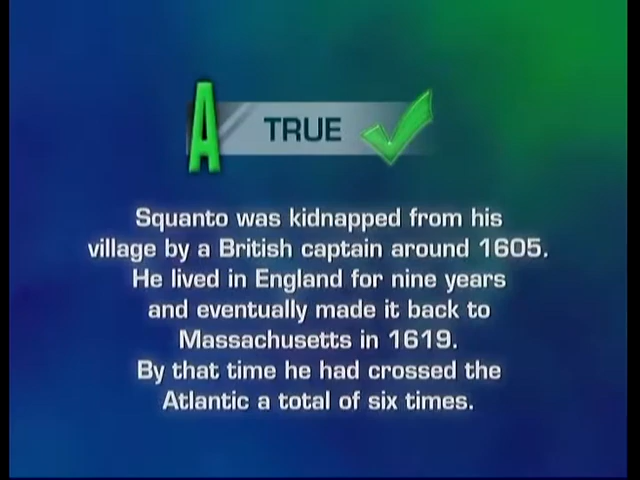 A TRUE
Squanto was kidnapped from his
village by a British captain around 1605.
He lived in England for nine years
and eventually made it back to
Massachusetts in 1619.
By that time he had crossed the
Atlantic a total of six times.